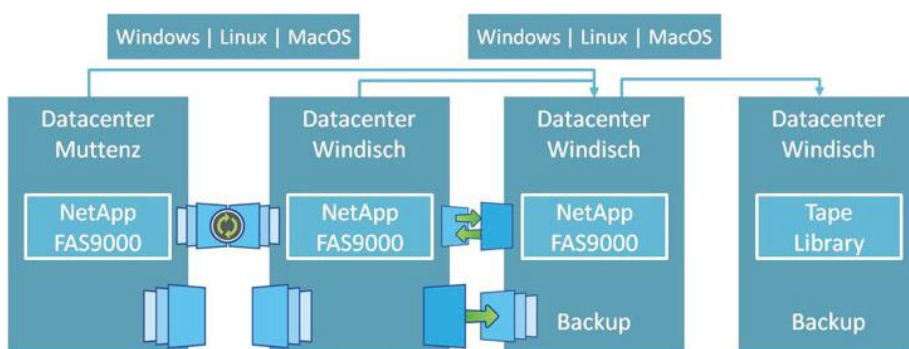 Windows | Linux | MacOS
Windows | Linux | MacOS
Datacenter
Muttenz
NetApp
FAS9000
Datacenter
Windisch
NetApp
FAS9000
Datacenter
Windisch
NetApp
FAS9000
Backup
Datacenter
Windisch
Tape
Library
Backup